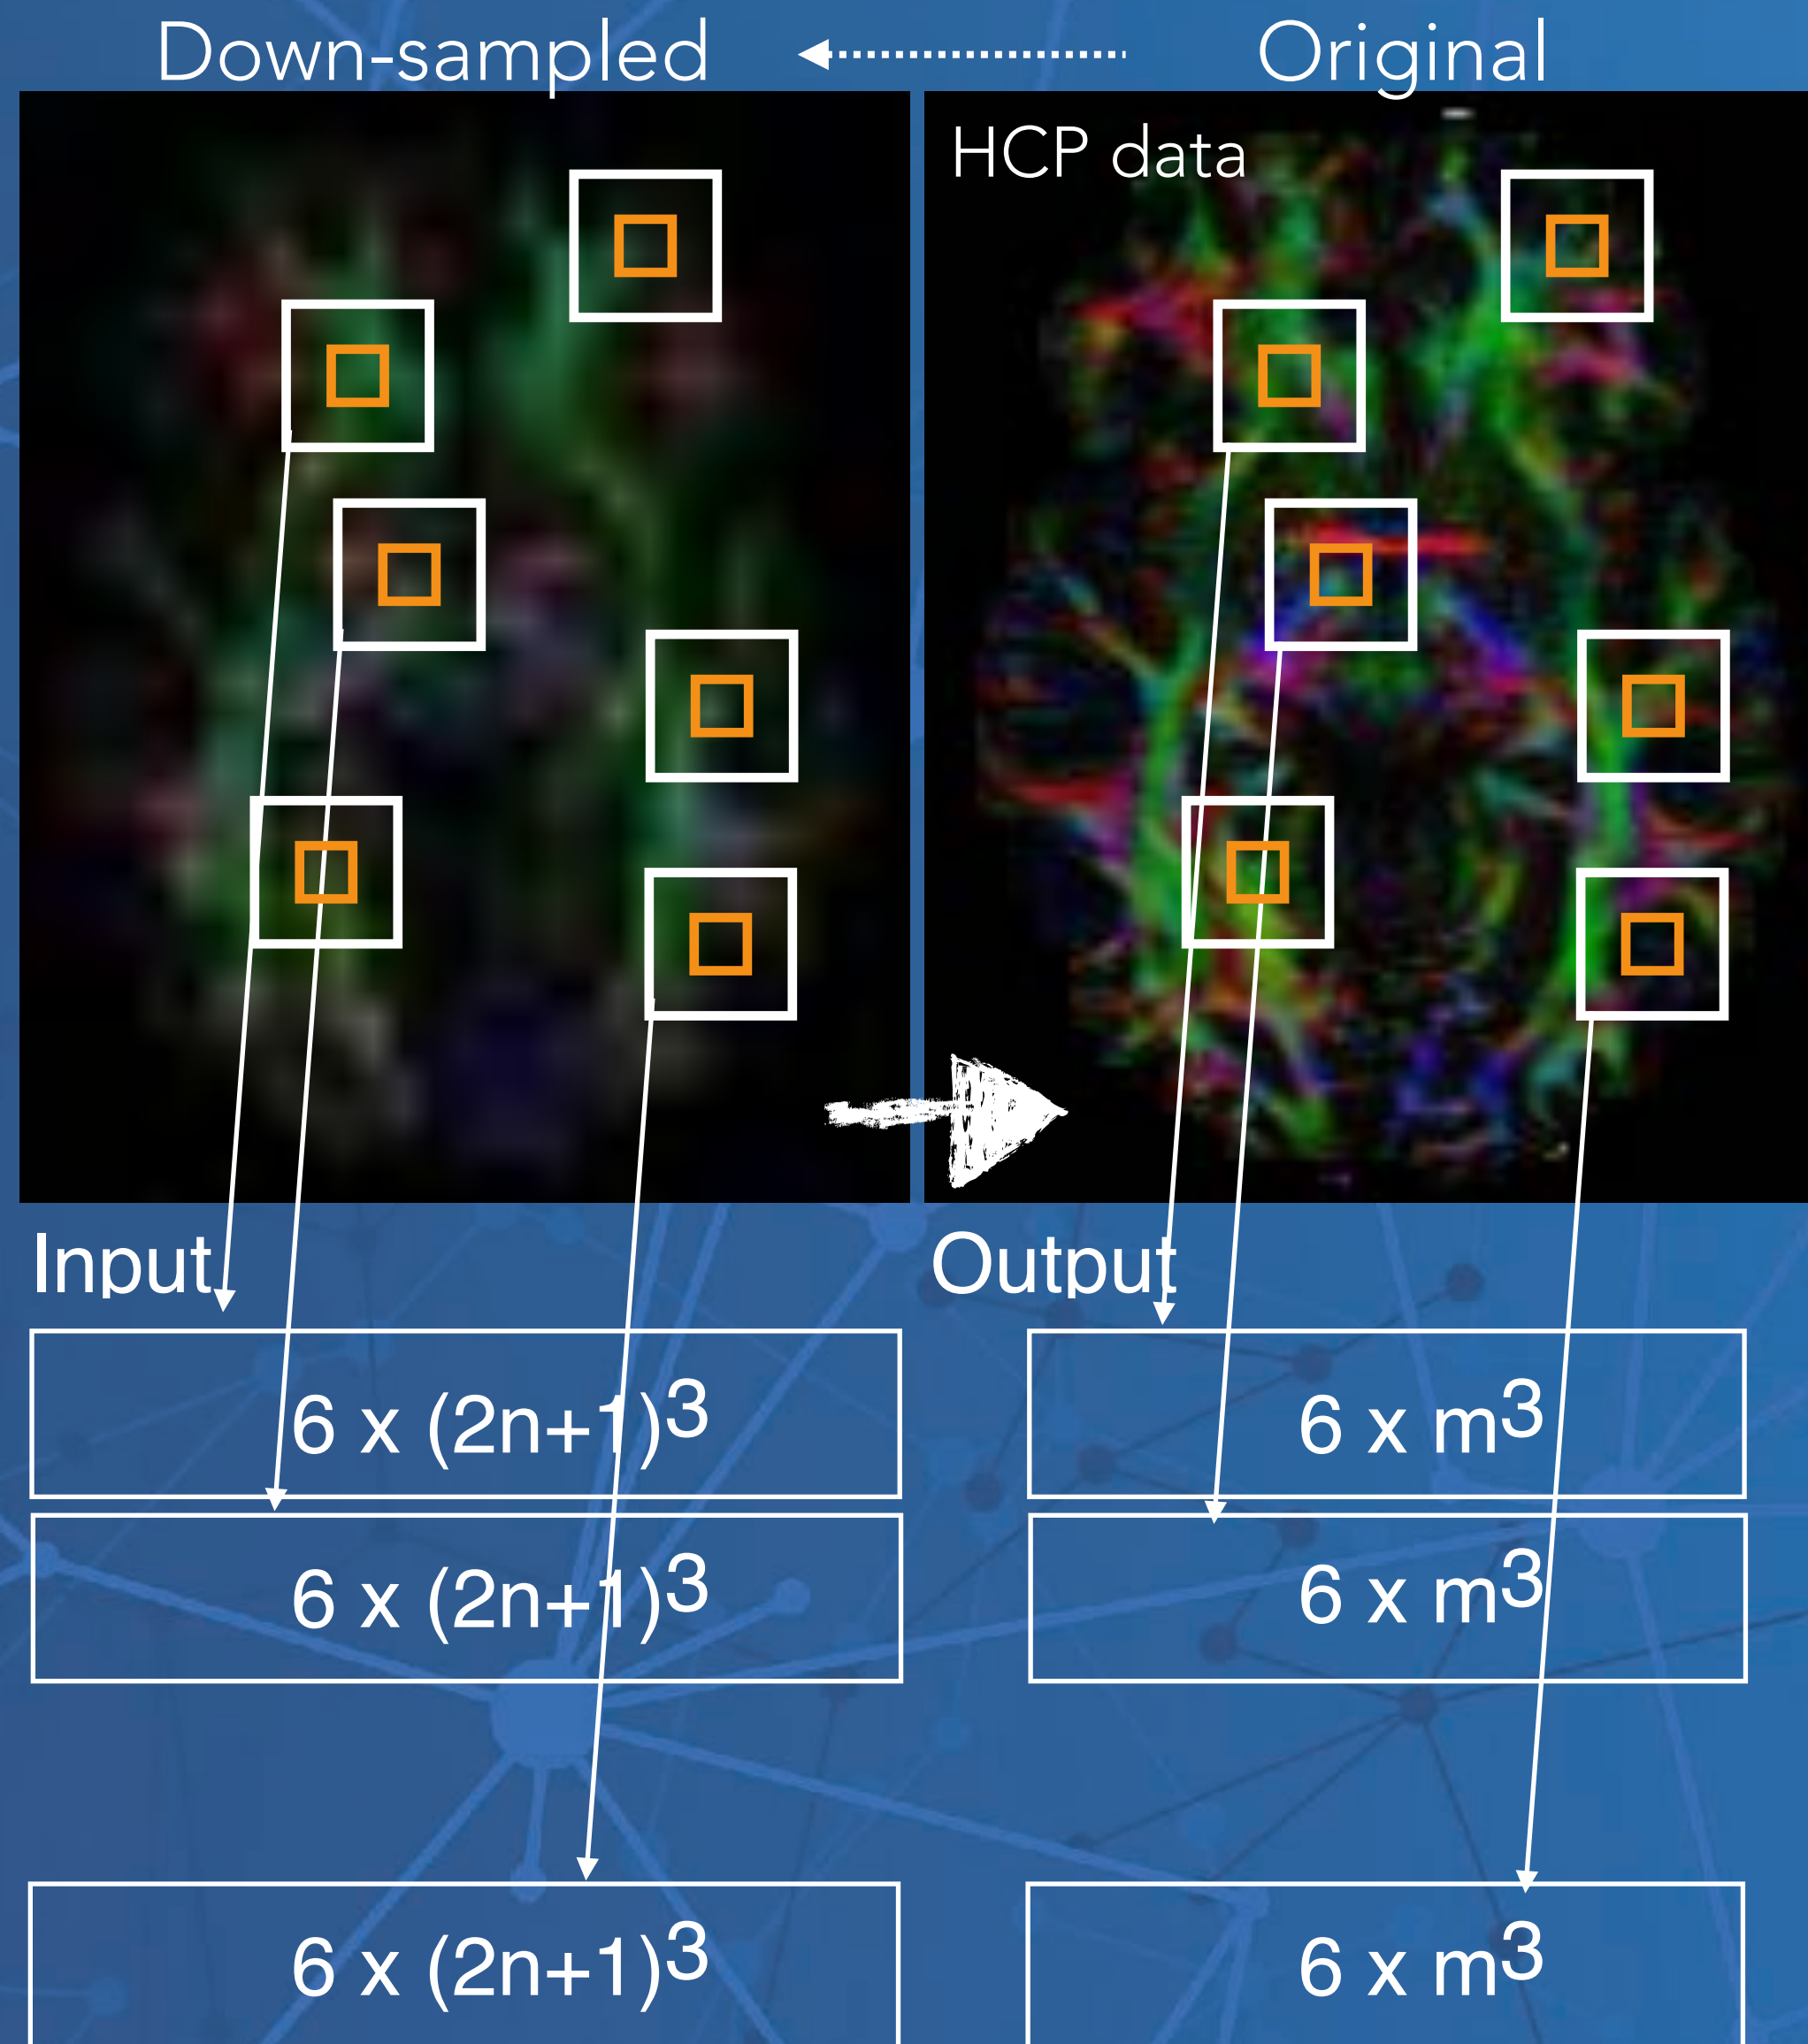 Down-sampled Original
HCP data
Input Output
6 x (2n+1)3 6 x m3
6 x (2n+1)3 6 x m3
6 x (2n+1)3 6 x m3